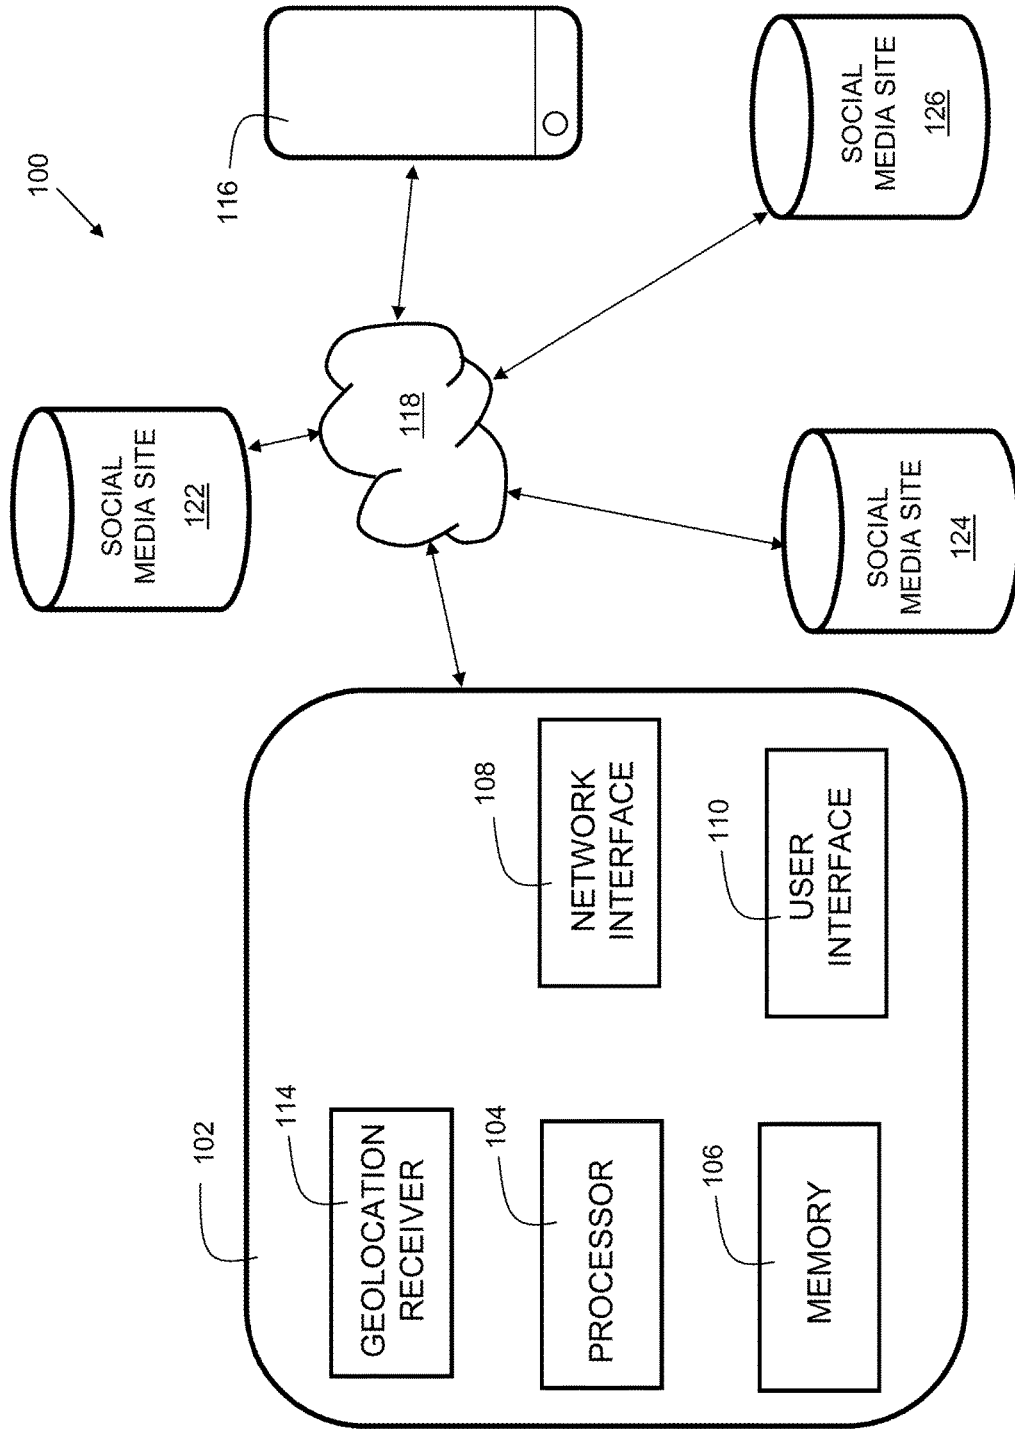 100
102
114
GEOLOCATION
RECEIVER
104
PROCESSOR
106
MEMORY
108
NETWORK
INTERFACE
110
USER
INTERFACE
SOCIAL
MEDIA SITE
122
118
116
SOCIAL
MEDIA SITE
124
SOCIAL
MEDIA SITE
126